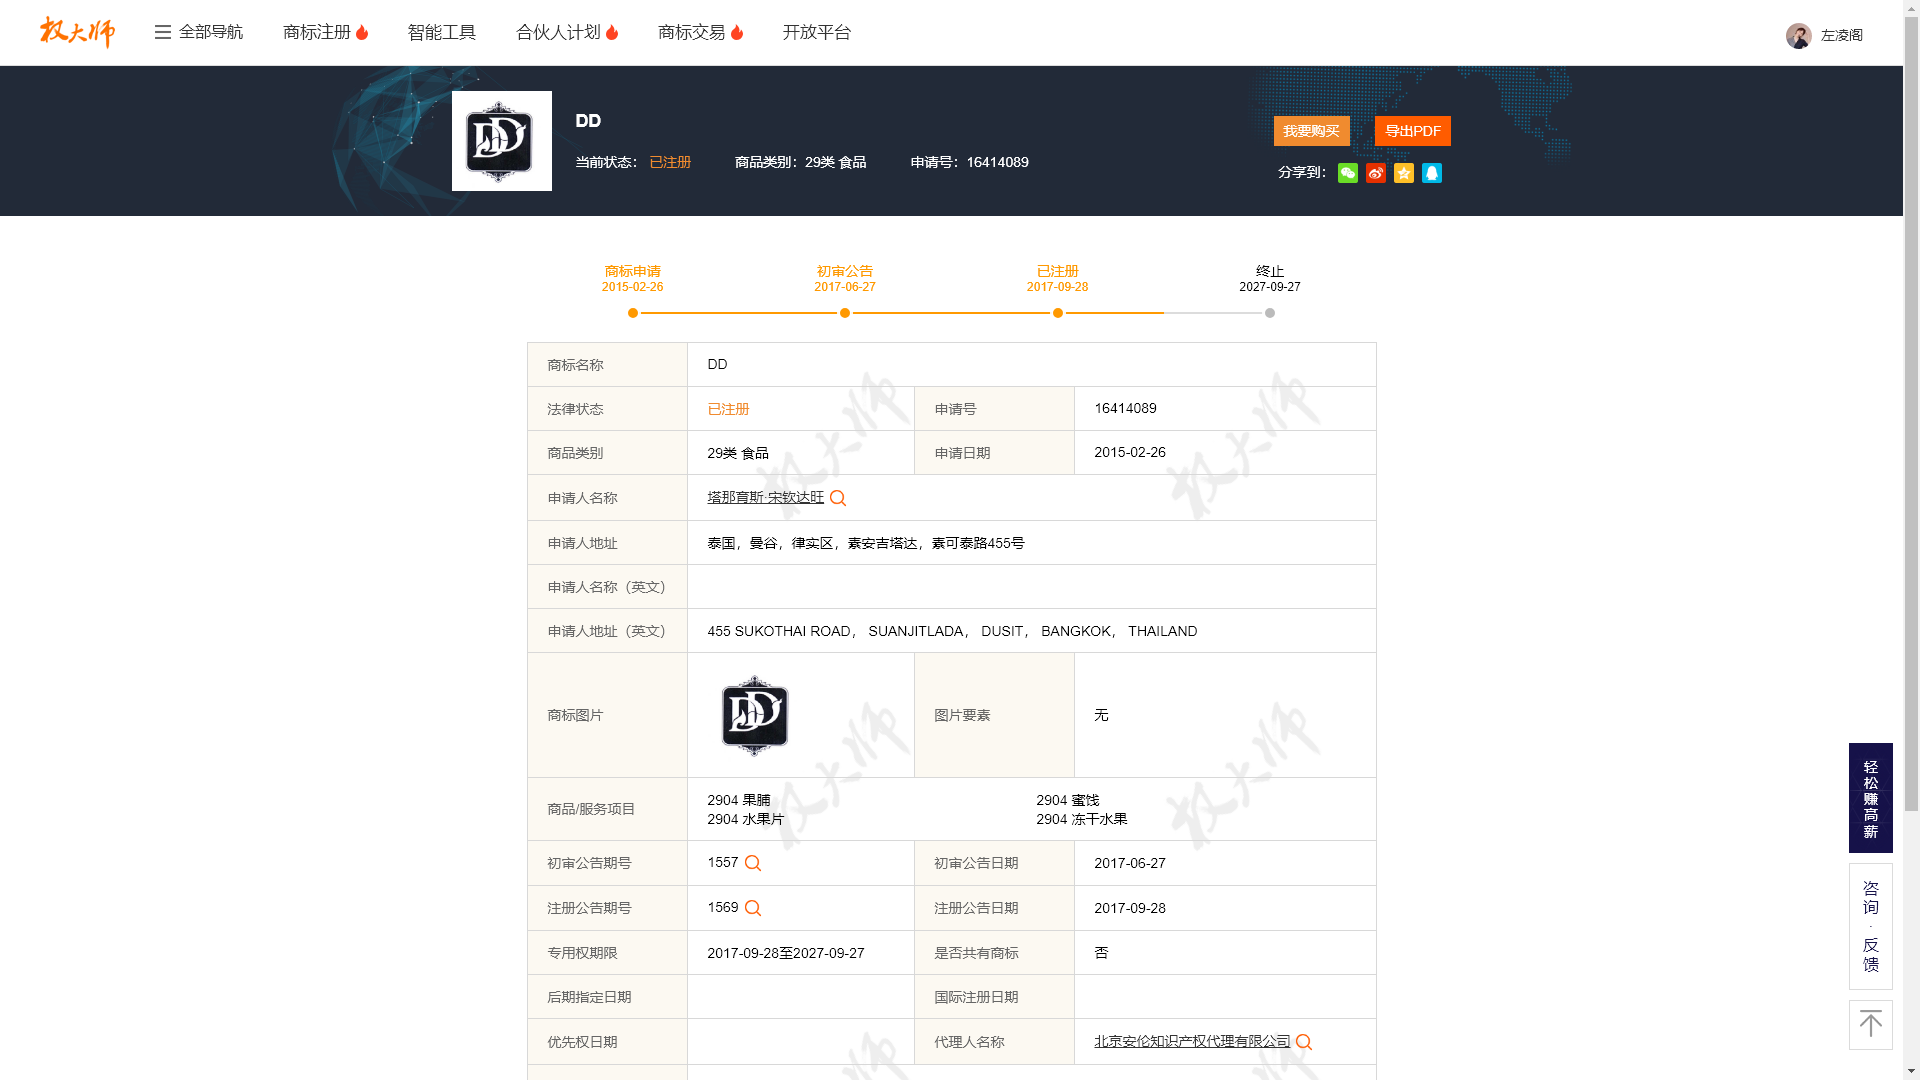 权大师
全部导航
商标注册
智能工具
合伙人计划
商标交易
开放平台
左凌阁
DD
当前状态： 已注册
商品类别：29类 食品
申请号：16414089
我要购买
导出PDF
分享到：
商标申请
2015-02-26
初审公告
2017-06-27
已注册
2017-09-28
终止
2027-09-27
商标名称 DD
法律状态 已注册 申请号 16414089
商品类别 29类 食品 申请日期 2015-02-26
申请人名称 塔那育斯·宋钦达旺
申请人地址 泰国，曼谷，律实区，素安吉塔达，素可泰路455号
申请人名称（英文）
申请人地址（英文） 455 SUKOTHAI ROAD， SUANJITLADA， DUSIT， BANGKOK， THAILAND
商标图片 DD 图片要素 无
商品/服务项目
2904 果脯 2904 蜜饯
2904 水果片 2904 冻干水果
初审公告期号 1557 初审公告日期 2017-06-27
注册公告期号 1569 注册公告日期 2017-09-28
专用权期限 2017-09-28至2027-09-27 是否共有商标 否
后期指定日期 国际注册日期
优先权日期 代理人名称 北京安伦知识产权代理有限公司
轻松赚高薪
咨询·反馈